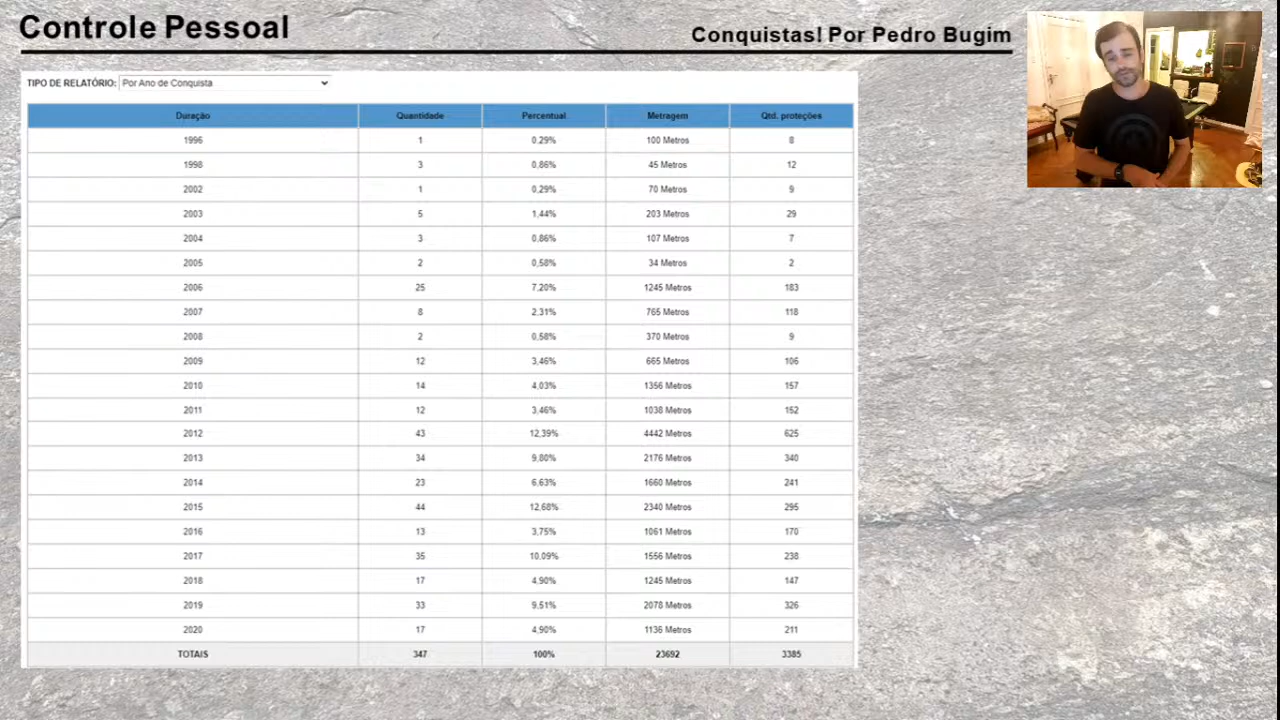 Controle Pessoal
Conquistas! Por Pedro Bugim
TIPO DE RELATÓRIO: Por Ano de Conquista
Duração Quantidade Percentual Metragem Qtd. proteções
1996 1 0,29% 100 Metros 8
1998 3 0,86% 45 Metros 12
2002 1 0,29% 70 Metros 9
2003 5 1,44% 203 Metros 29
2004 3 0,86% 107 Metros 7
2005 2 0,58% 34 Metros 2
2006 25 7,20% 1245 Metros 183
2007 8 2,31% 765 Metros 118
2008 2 0,58% 370 Metros 9
2009 12 3,46% 665 Metros 106
2010 14 4,03% 1356 Metros 157
2011 12 3,46% 1038 Metros 152
2012 43 12,39% 4442 Metros 625
2013 34 9,80% 2176 Metros 340
2014 23 6,63% 1660 Metros 241
2015 44 12,68% 2340 Metros 295
2016 13 3,75% 1061 Metros 170
2017 35 10,09% 1556 Metros 238
2018 17 4,90% 1245 Metros 147
2019 33 9,51% 2078 Metros 326
2020 17 4,90% 1136 Metros 211
TOTAIS 347 100% 23692 3385